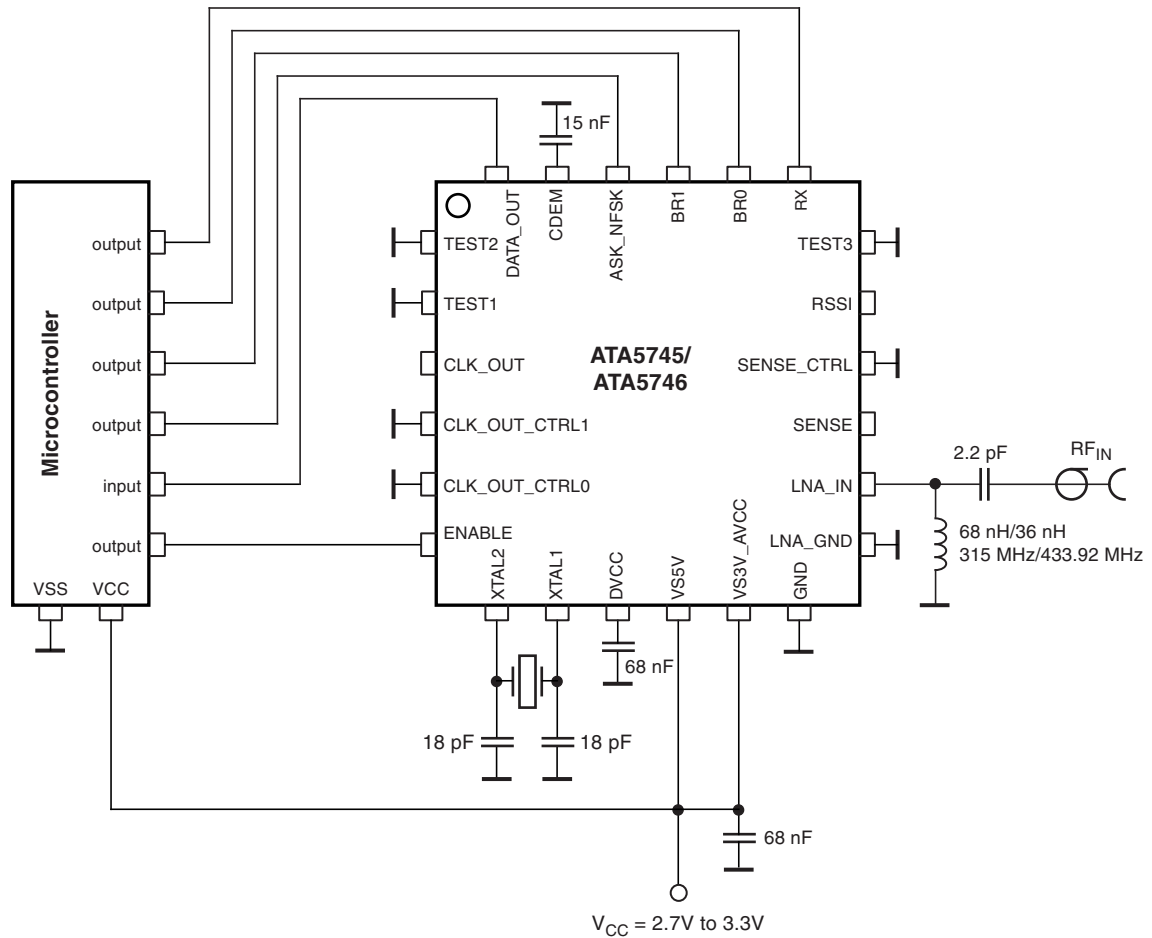 15 nF
Microcontroller
output
output
output
output
input
output
VSS
VCC
DATA_OUT
CDEM
ASK_NFSK
BR1
BR0
RX
TEST2
TEST1
CLK_OUT
CLK_OUT_CTRL1
CLK_OUT_CTRL0
ENABLE
ATA5745/
ATA5746
TEST3
RSSI
SENSE_CTRL
SENSE
LNA_IN
LNA_GND
XTAL2
XTAL1
DVCC
VS5V
VS3V_AVCC
GND
2.2 pF
RFIN
68 nH/36 nH
315 MHz/433.92 MHz
68 nF
18 pF
18 pF
68 nF
VCC = 2.7V to 3.3V